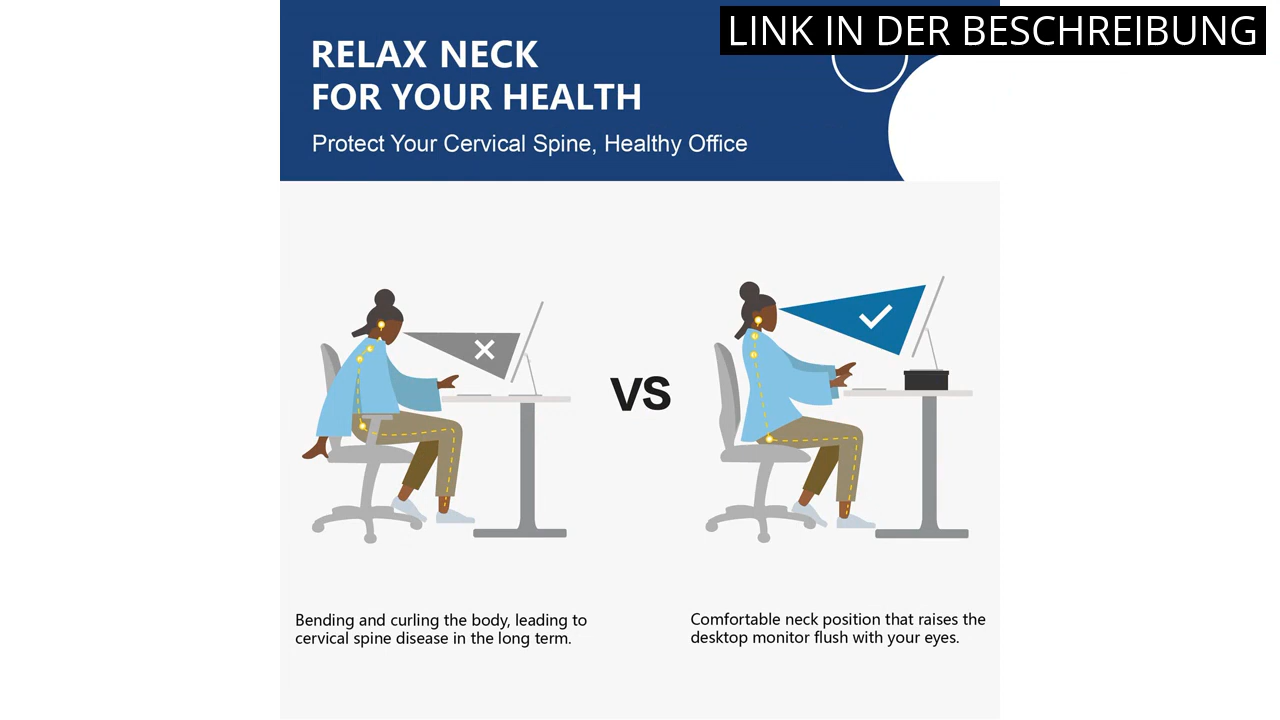 LINK IN DER BESCHREIBUNG
RELAX NECK
FOR YOUR HEALTH
Protect Your Cervical Spine, Healthy Office
VS
Bending and curling the body, leading to
cervical spine disease in the long term.
Comfortable neck position that raises the
desktop monitor flush with your eyes.